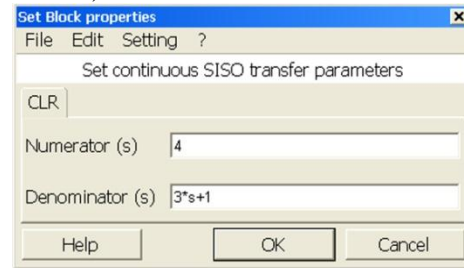 Set Block properties
File Edit Setting ?
Set continuous SISO transfer parameters
CLR
Numerator (s) 4
Denominator (s) 3*s+1
Help OK Cancel